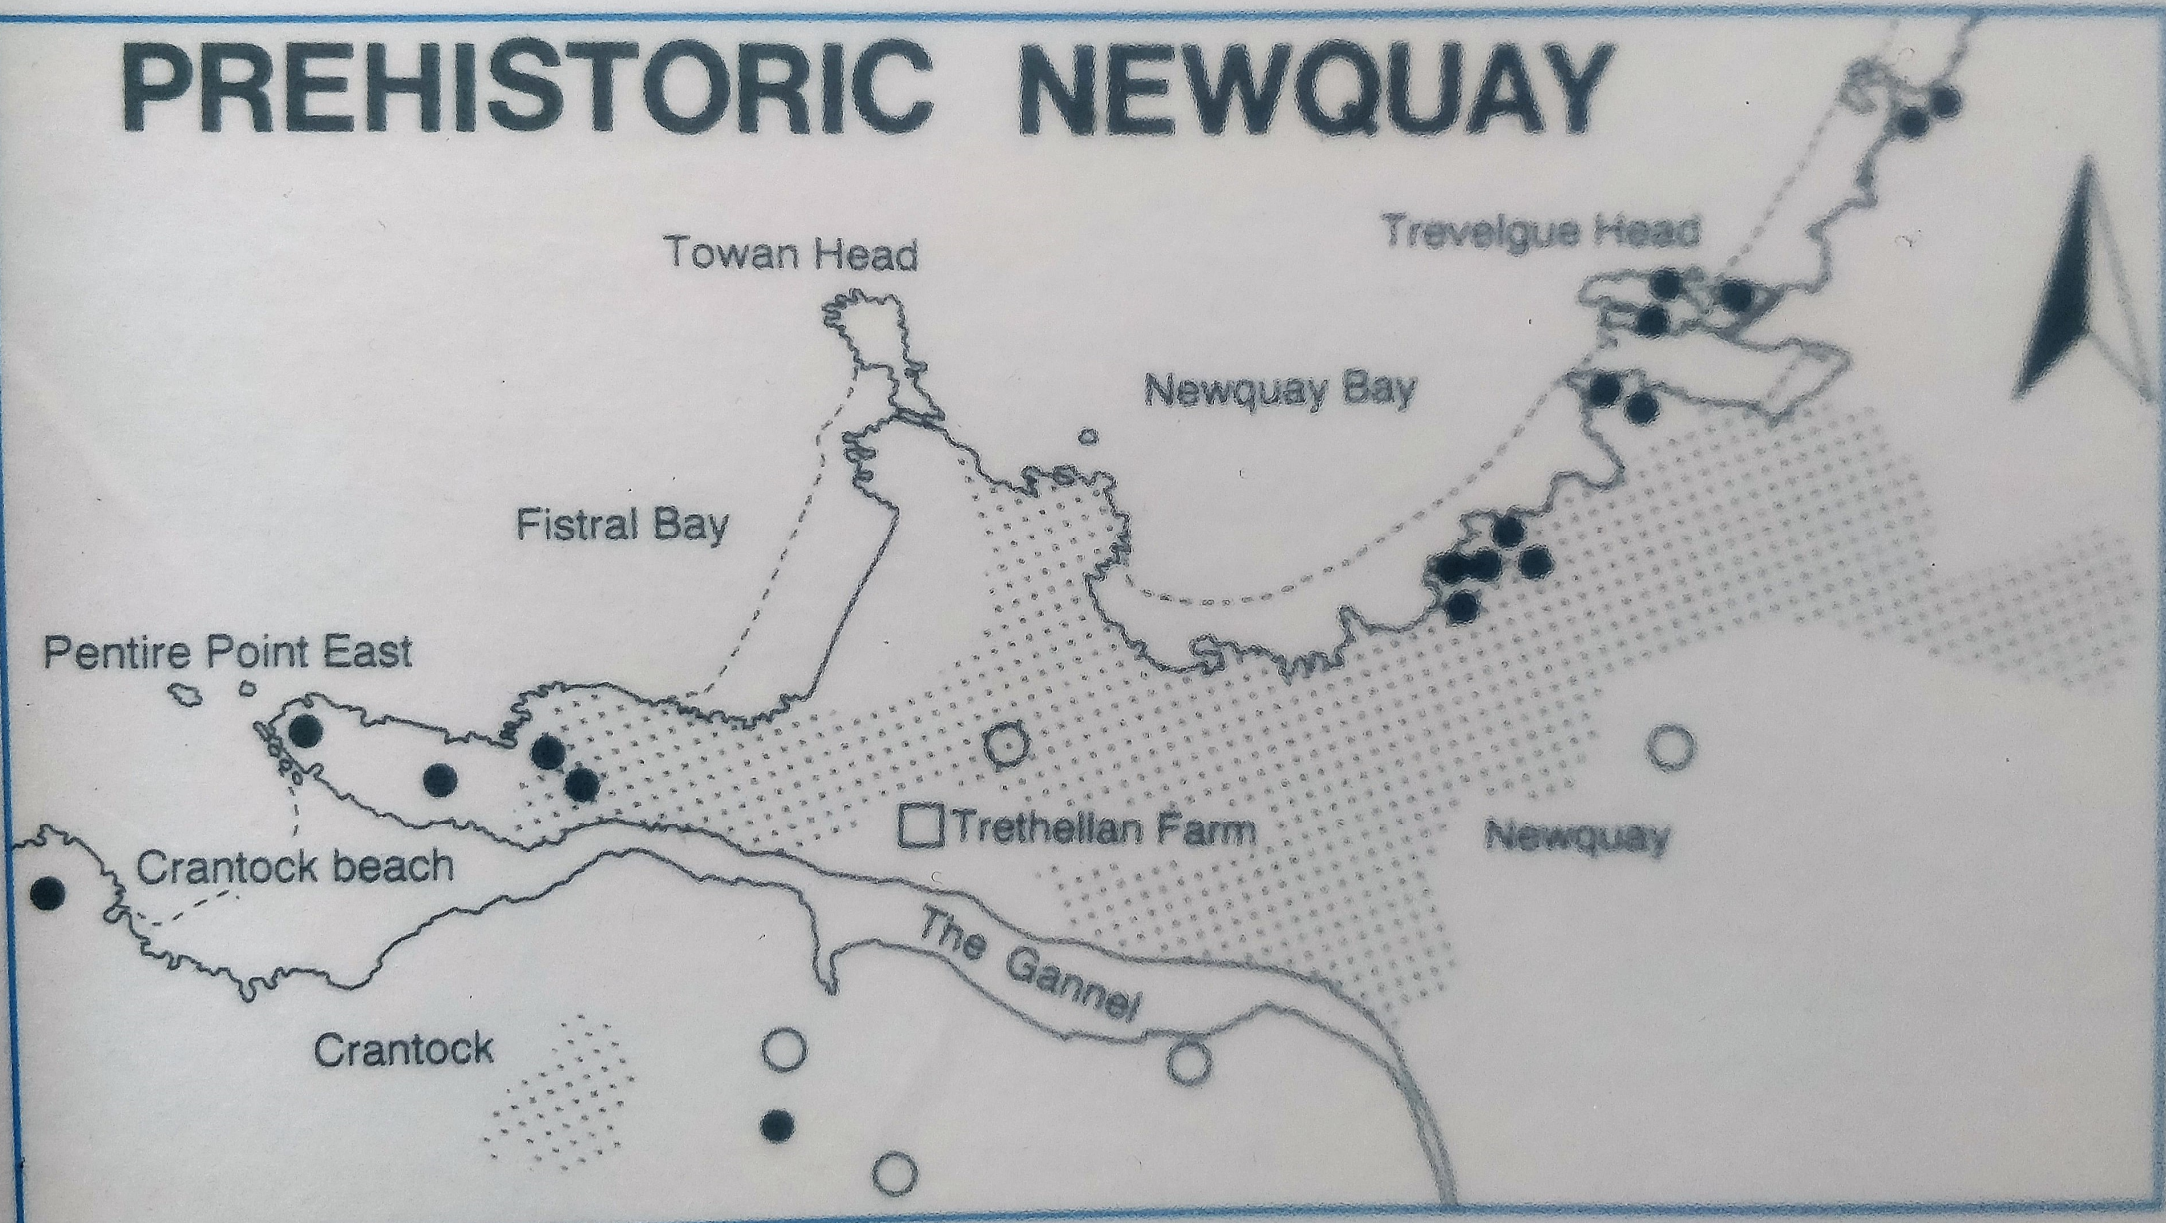 PREHISTORIC NEWQUAY
Towan Head
Trevelgue Head
Newquay Bay
Fistral Bay
Pentire Point East
Trethellan Farm
Newquay
Crantock beach
The Gannel
Crantock